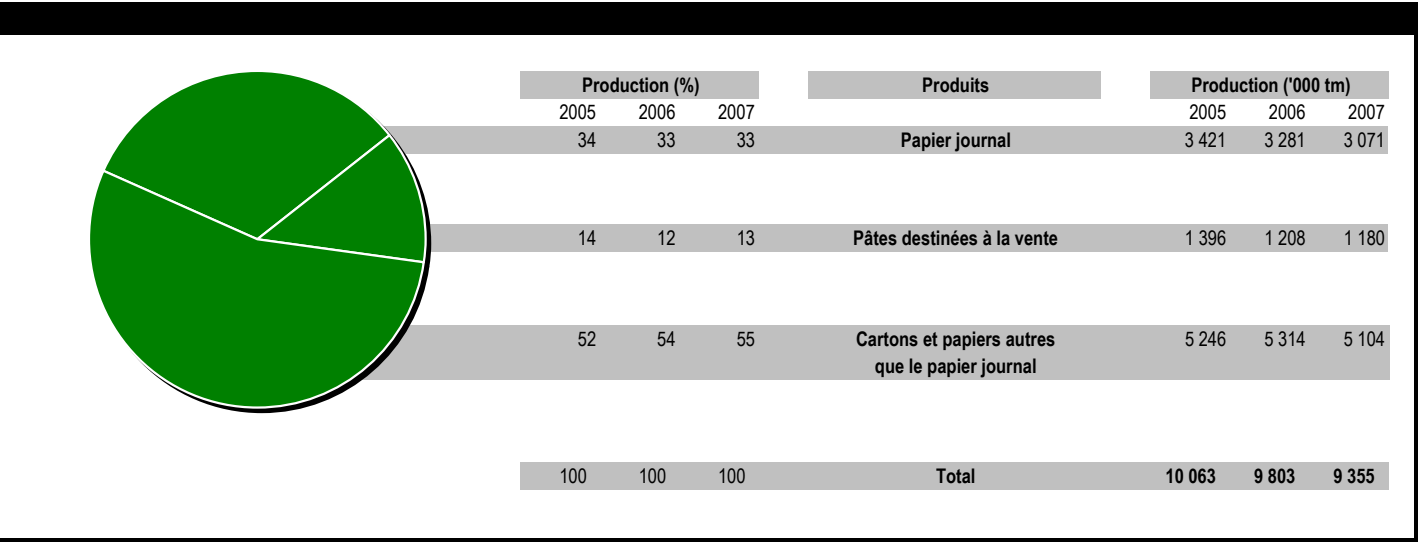 Production (%) Produits Production ('000 tm)
2005 2006 2007 2005 2006 2007
34 33 33 Papier journal 3 421 3 281 3 071
14 12 13 Pâtes destinées à la vente 1 396 1 208 1 180
52 54 55 Cartons et papiers autres 5 246 5 314 5 104
que le papier journal
100 100 100 Total 10 063 9 803 9 355